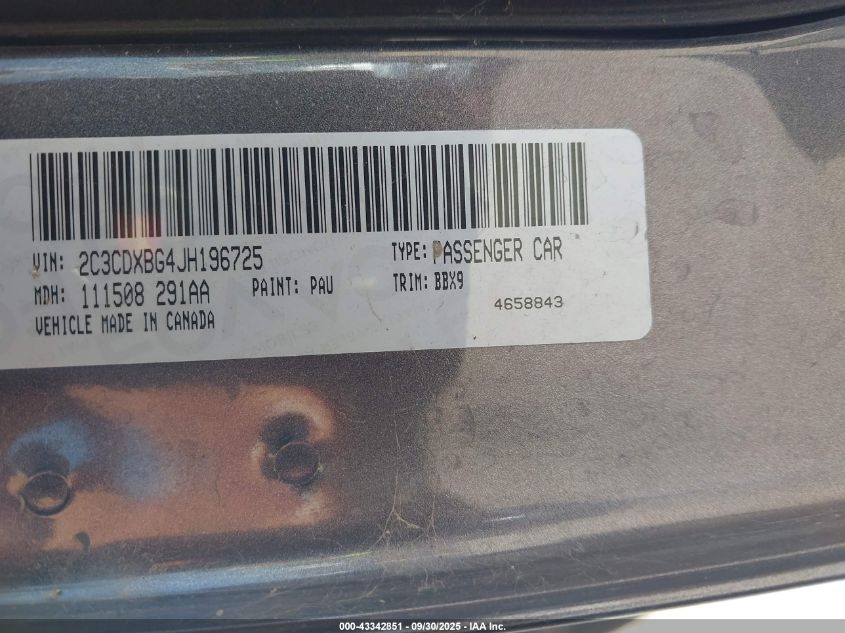 VIN: 2C3CDXBG4JH196725 TYPE: PASSENGER CAR
MDH: 111508 291AA PAINT: PAU TRIM: BBX9
VEHICLE MADE IN CANADA 4658843
000-43342851 - 09/30/2025 - IAA Inc.